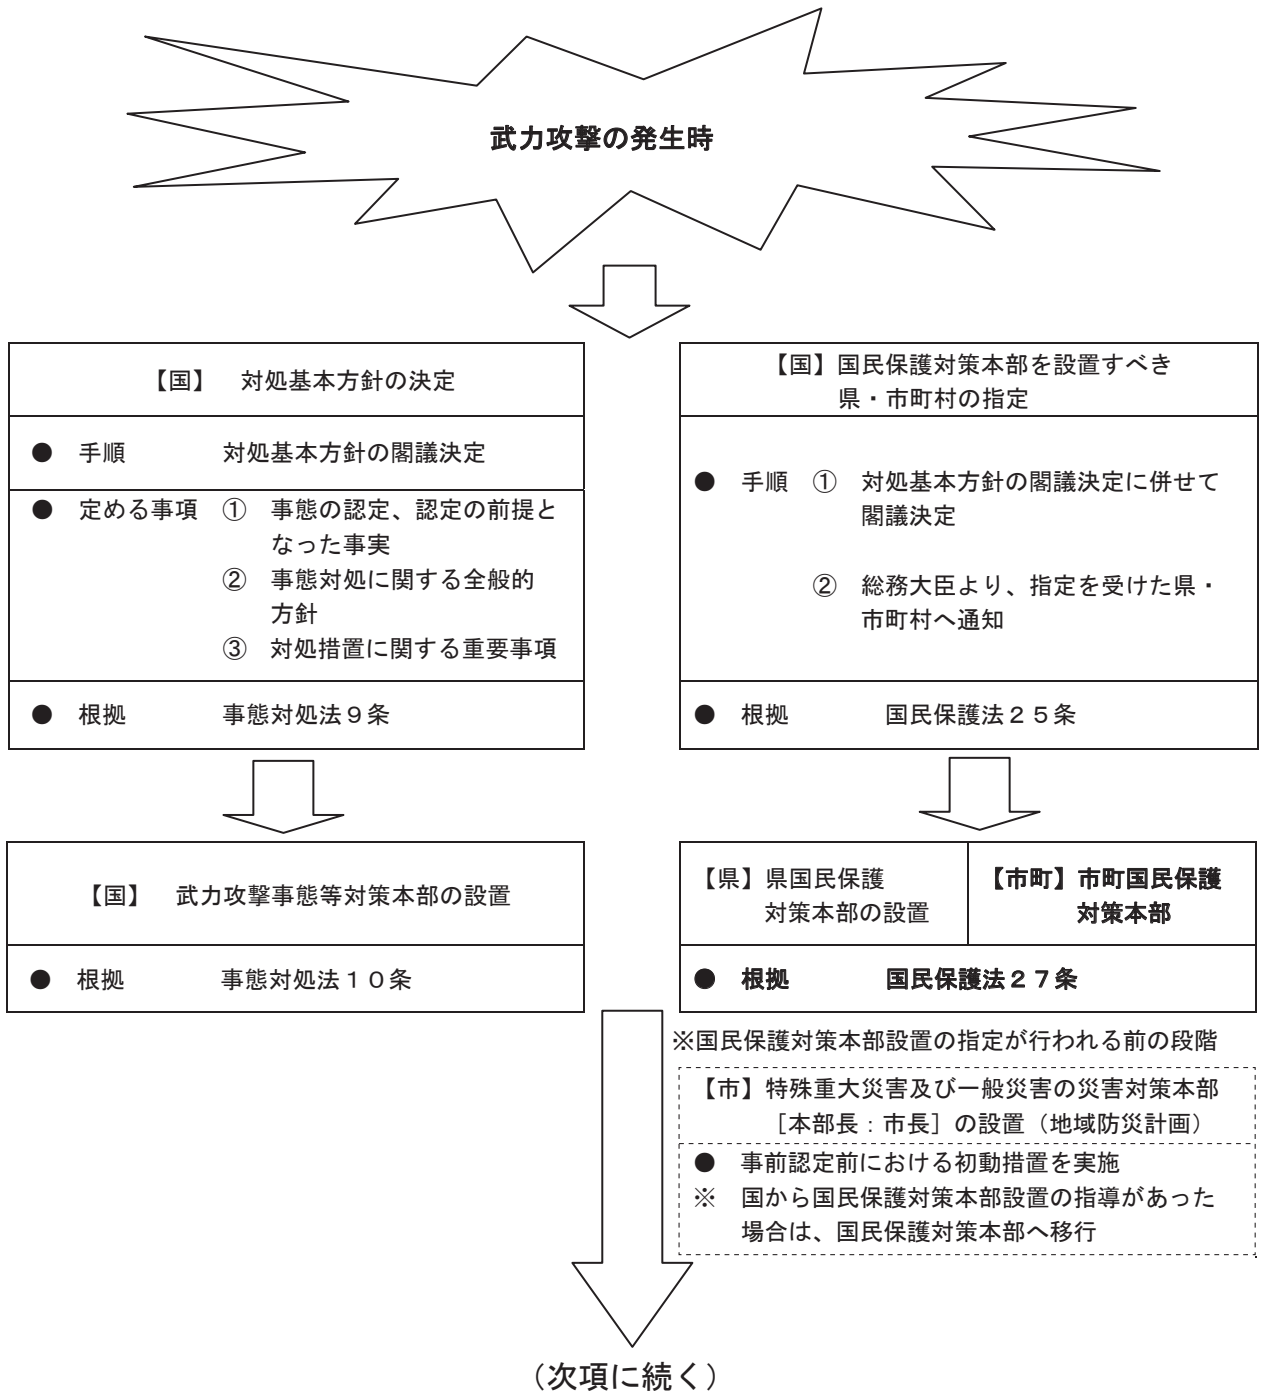 武力攻撃の発生時
【国】　対処基本方針の決定
●　手順　　　　対処基本方針の閣議決定
●　定める事項　①　事態の認定、認定の前提と
なった事実
②　事態対処に関する全般的
方針
③　対処措置に関する重要事項
●　根拠　　　　事態対処法９条
【国】国民保護対策本部を設置すべき
県・市町村の指定
●　手順　①　対処基本方針の閣議決定に併せて
閣議決定
②　総務大臣より、指定を受けた県・
市町村へ通知
●　根拠　　　　国民保護法２５条
【国】　武力攻撃事態等対策本部の設置
●　根拠　　　　事態対処法１０条
【県】県国民保護
対策本部の設置
【市町】市町国民保護
対策本部
●　根拠　　　　国民保護法２７条
※国民保護対策本部設置の指定が行われる前の段階
【市】特殊重大災害及び一般災害の災害対策本部
［本部長：市長］の設置（地域防災計画）
●　事前認定前における初動措置を実施
※　国から国民保護対策本部設置の指導があった
場合は、国民保護対策本部へ移行
（次項に続く）